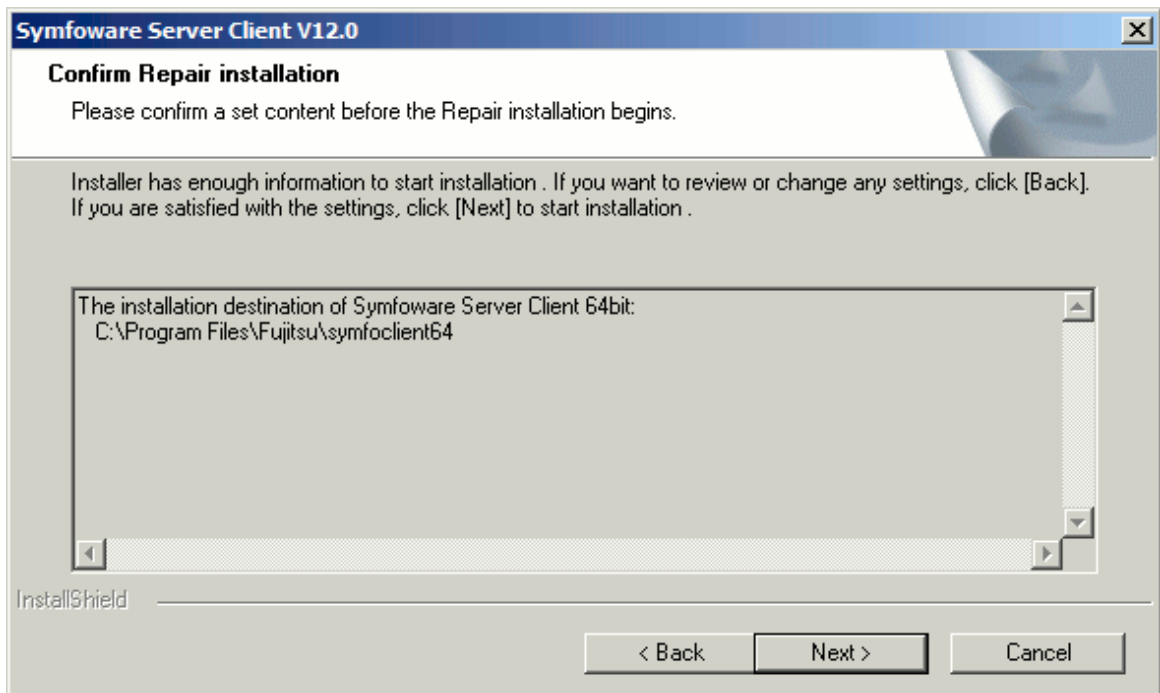 Symfoware Server Client V12.0
Confirm Repair installation
Please confirm a set content before the Repair installation begins.
Installer has enough information to start installation . If you want to review or change any settings, click [Back].
If you are satisfied with the settings, click [Next] to start installation .
The installation destination of Symfoware Server Client 64bit:
C:\Program Files\Fujitsu\symfoclient64
InstallShield
< Back
Next >
Cancel